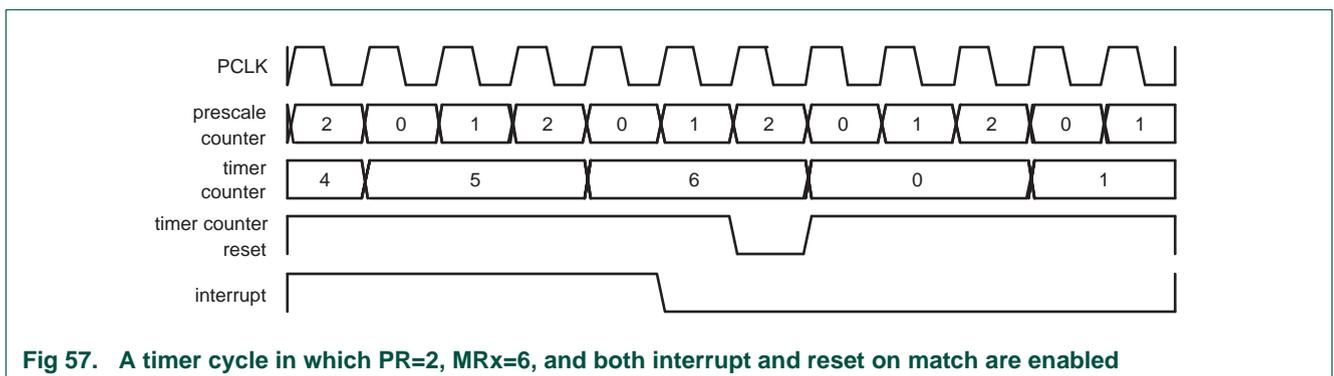 PCLK
prescale
counter
2 0 1 2 0 1 2 0 1 2 0 1
timer
counter
4 5 6 0 1
timer counter
reset
interrupt
Fig 57. A timer cycle in which PR=2, MRx=6, and both interrupt and reset on match are enabled